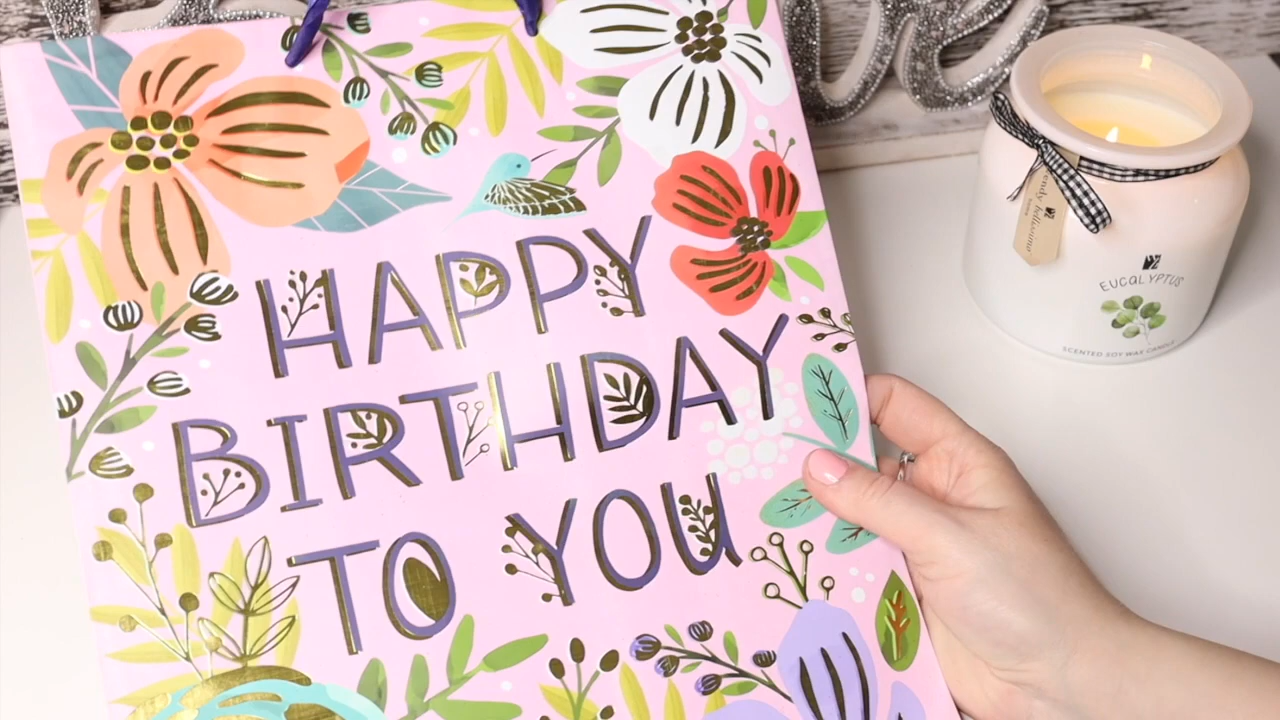 HAPPY
BIRTHDAY
TO YOU
EUCALYPTUS
SCENTED SOY WAX CANDLE